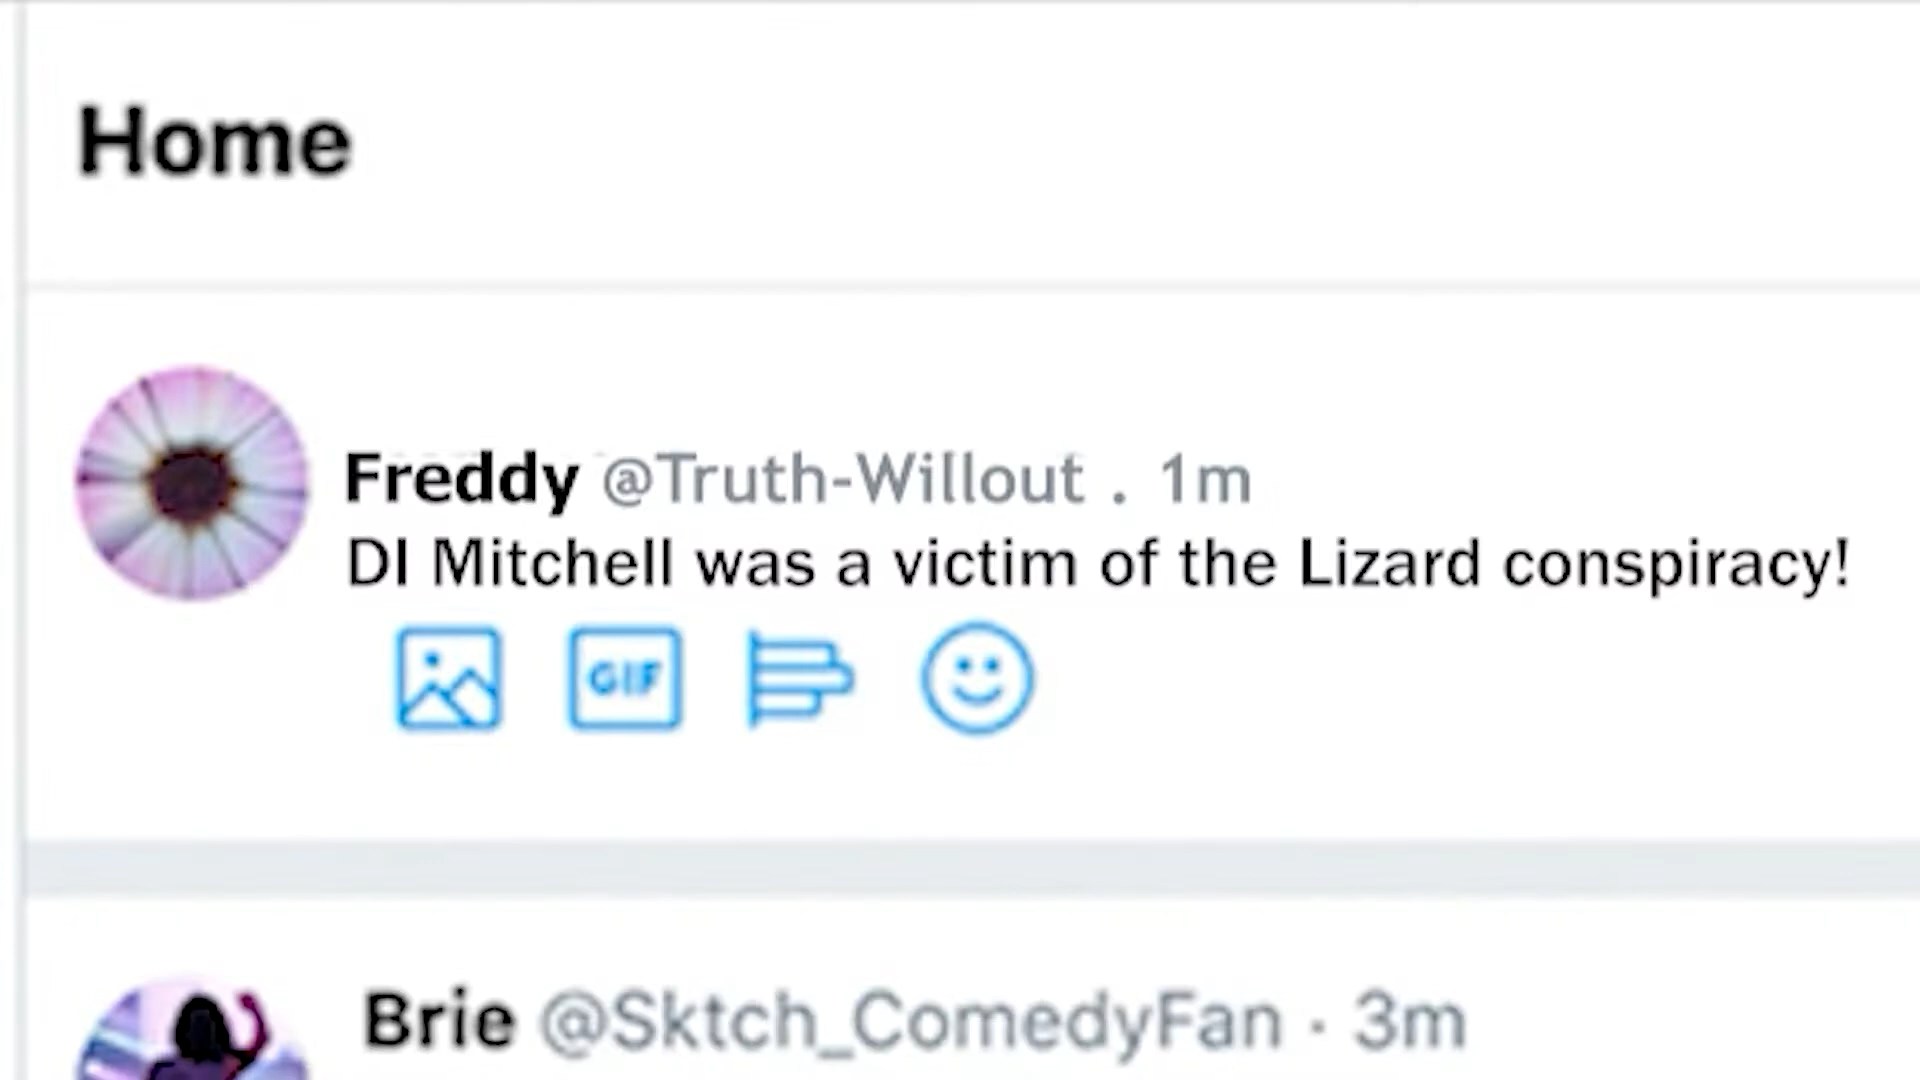 Home
Freddy @Truth-Willout . 1m
DI Mitchell was a victim of the Lizard conspiracy!
GIF
Brie @Sktch_ComedyFan · 3m